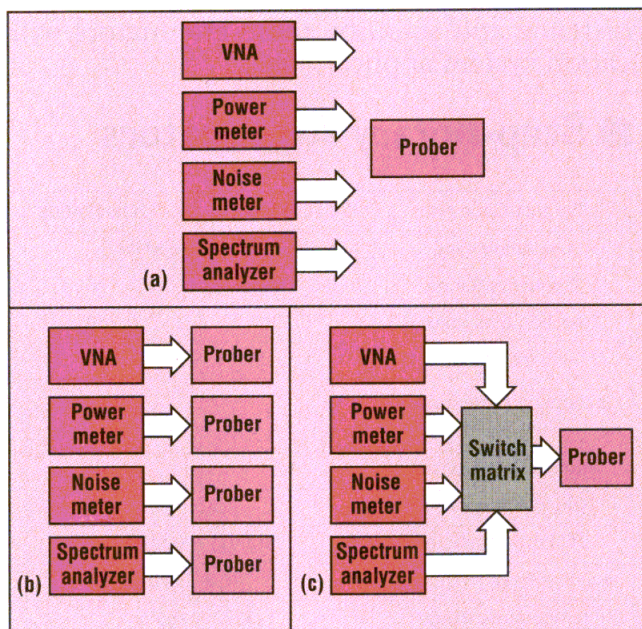 VNA
Power
meter
Prober
Noise
meter
Spectrum
analyzer
(a)
VNA
Prober
Power
meter
Prober
Noise
meter
Prober
Spectrum
analyzer
Prober
(b)
VNA
Power
meter
Switch
matrix
Prober
Noise
meter
Spectrum
analyzer
(c)